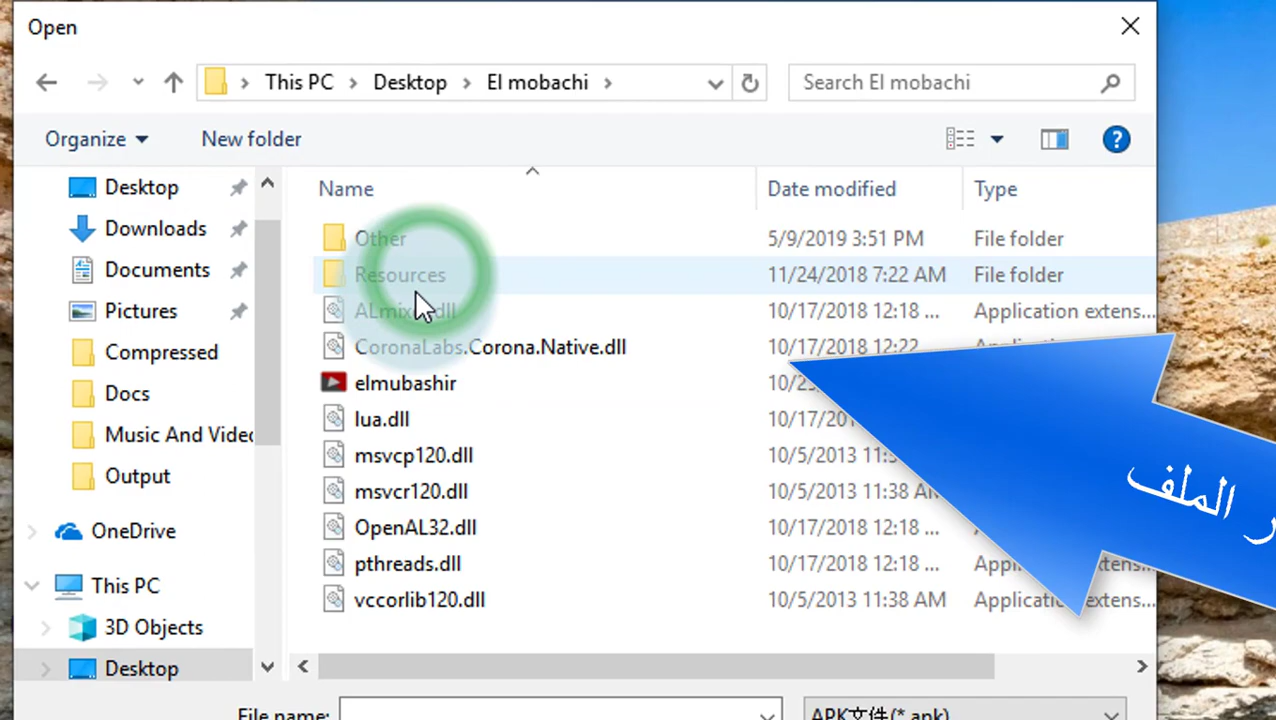 Open
This PC
Desktop
El mobachi
Search El mobachi
Organize
New folder
?
Desktop
Downloads
Documents
Pictures
Compressed
Docs
Output
OneDrive
This PC
3D Objects
Desktop
Name Date modified Type
Other 5/9/2019 3:51 PM File folder
Resources 11/24/2018 7:22 AM File folder
10/17/2018 12:18 ... Application extens...
CoronaLabs.Corona.Native.dll 10/17/2018 12:22
elmubashir
lua.dll
msvcp120.dll 10/5/2013
msvcr120.dll 10/5/2013 11:38 AM
OpenAL32.dll 10/17/2018 12:18 ...
pthreads.dll 10/17/2018 12:18 ...
vccorlib120.dll 10/5/2013 11:38 AM
الملف
File name:
APK文件(*.apk)